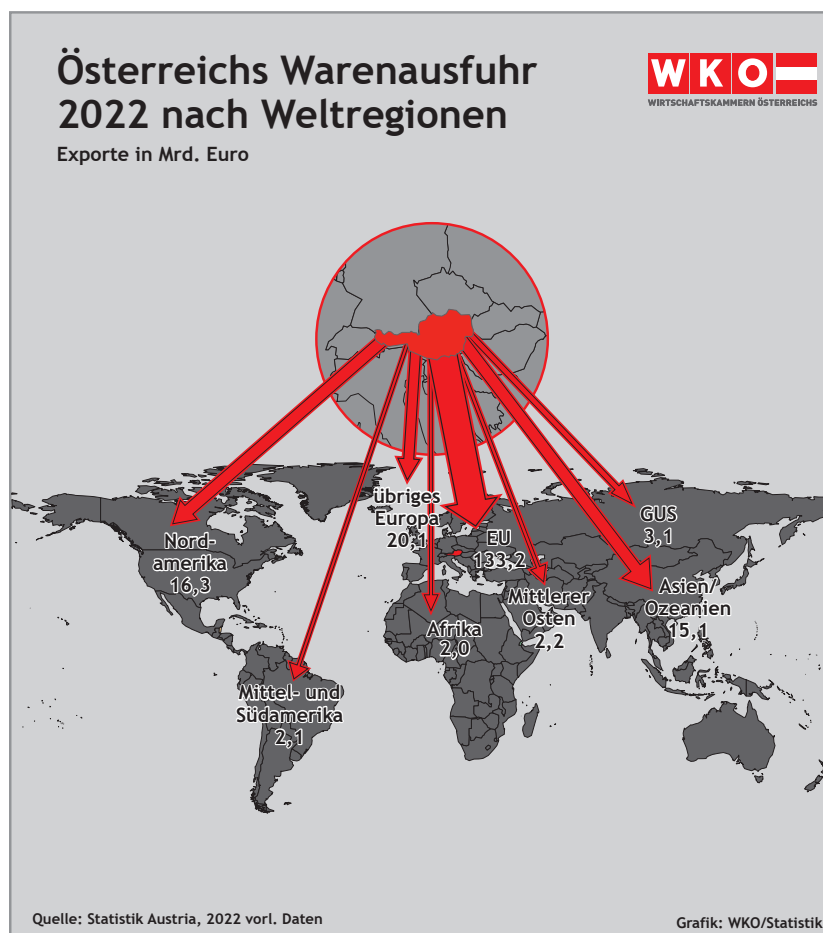 Österreichs Warenausfuhr
2022 nach Weltregionen
Exporte in Mrd. Euro
WKO
WIRTSCHAFTSKAMMERN ÖSTERREICHS
übriges
Europa
20,1
EU
133,2
GUS
3,1
Nord-
amerika
16,3
Mittlerer
Osten
2,2
Asien/
Ozeanien
15,1
Afrika
2,0
Mittel- und
Südamerika
2,1
Quelle: Statistik Austria, 2022 vorl. Daten
Grafik: WKO/Statistik